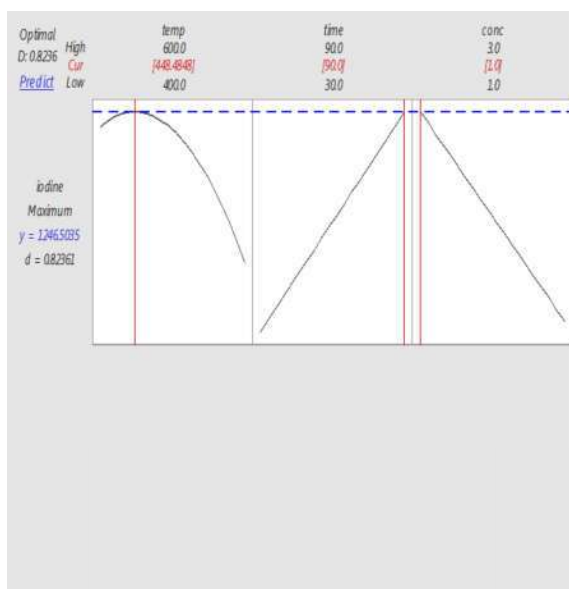 Optimal temp time conc
D: 0.8236 High 600.0 90.0 3.0
Cur [448.4848] [90.0] [1.0]
Predict Low 400.0 30.0 1.0
iodine
Maximum
y = 1246.5035
d = 0.82361